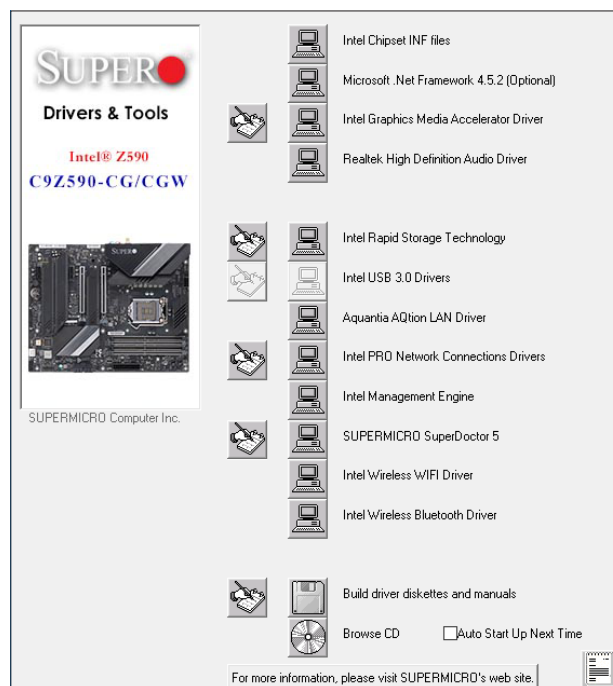 SUPER
Drivers & Tools
Intel® Z590
C9Z590-CG/CGW
SUPER
SUPERMICRO Computer Inc.
Intel Chipset INF files
Microsoft .Net Framework 4.5.2 (Optional)
Intel Graphics Media Accelerator Driver
Realtek High Definition Audio Driver
Intel Rapid Storage Technology
Intel USB 3.0 Drivers
Aquantia AQtion LAN Driver
Intel PRO Network Connections Drivers
Intel Management Engine
SUPERMICRO SuperDoctor 5
Intel Wireless WIFI Driver
Intel Wireless Bluetooth Driver
Build driver diskettes and manuals
Browse CD
Auto Start Up Next Time
For more information, please visit SUPERMICRO's web site.